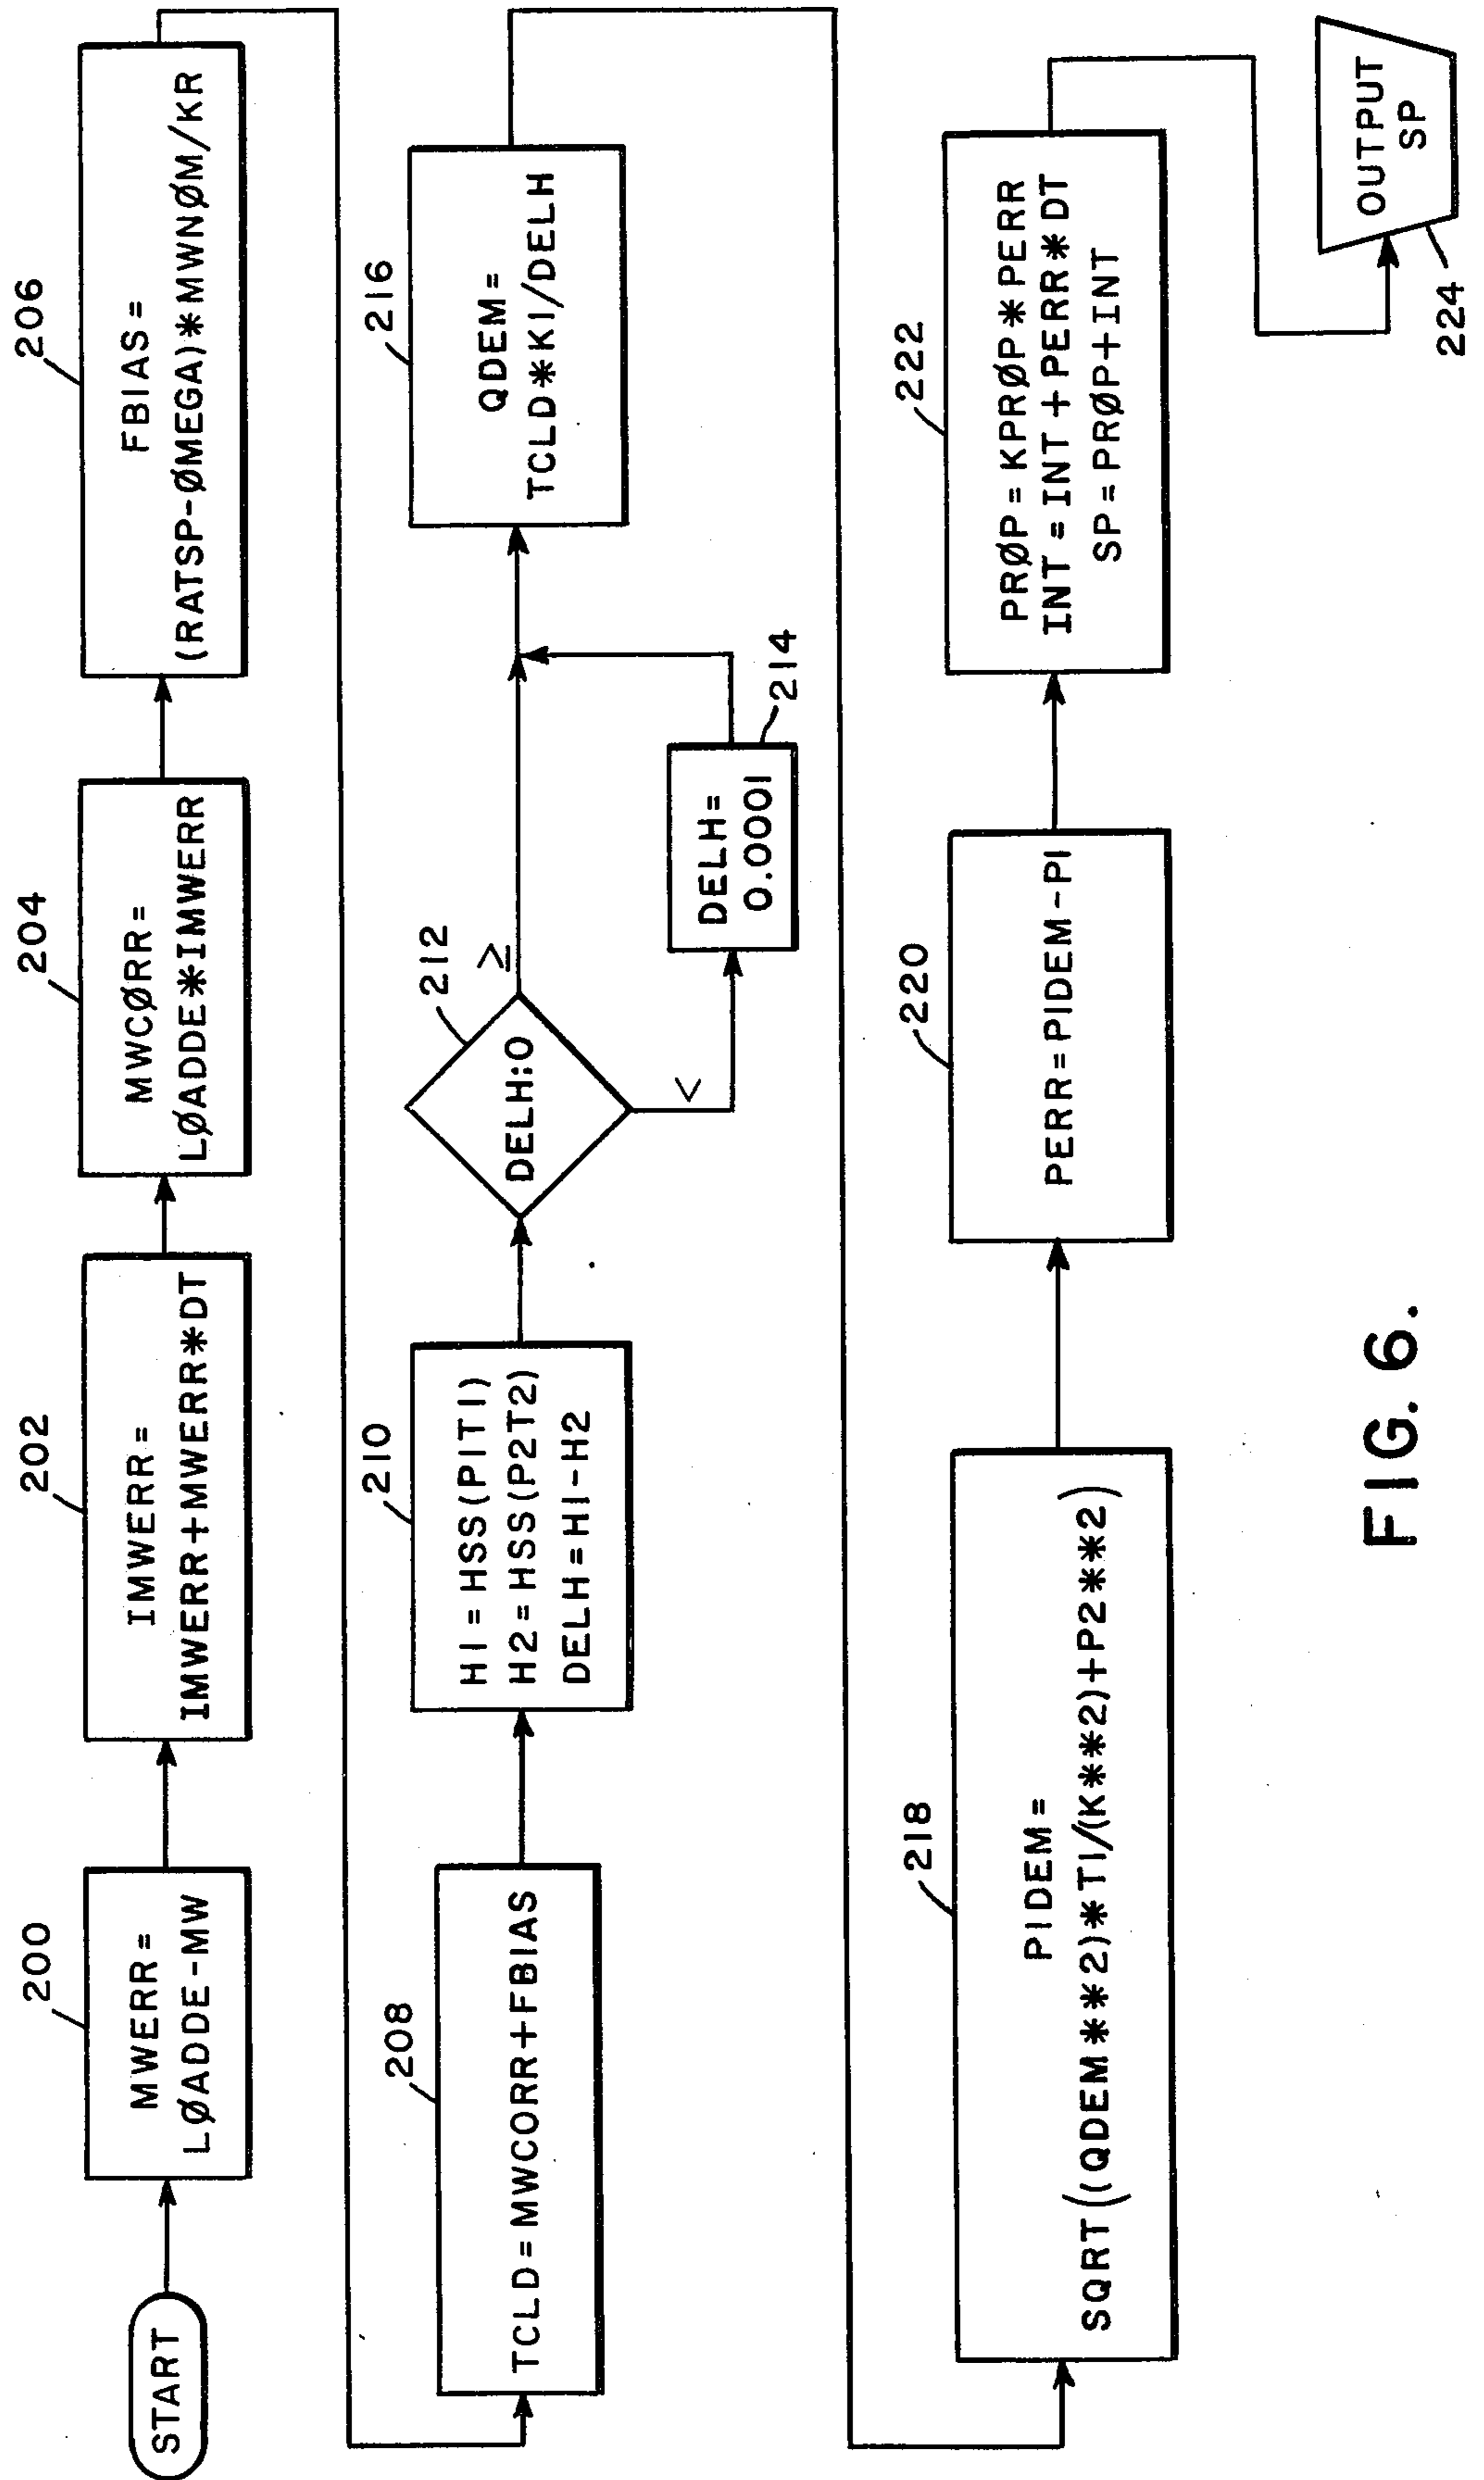 START
200
MWERR =
LØADDE-MW
202
IMWERR =
IMWERR+MWERR*DT
204
MWCØRR =
LØADDE*IMWERR
206
FBIAS =
(RATSP-ØMEGA)*MWNØM/KR
208
TCLD=MWCORR+FBIAS
210
H1 = HSS(P1T1)
H2 = HSS(P2T2)
DELH=H1-H2
212
DELH:0
≥
<
214
DELH=
0.0001
216
QDEM=
TCLD*K1/DELH
218
P1DEM=
SQRT((QDEM**2)*T1/(K**2)+P2**2)
220
PERR=P1DEM-P1
222
PRØP=KPRØP*PERR
INT=INT+PERR*DT
SP=PRØP+INT
OUTPUT
SP
224
FIG. 6.